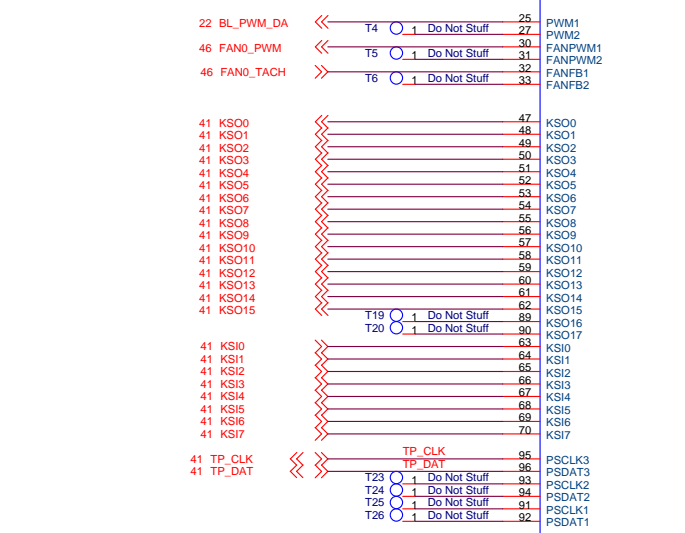 22 BL_PWM_DA 25 PWM1
T4 1 Do Not Stuff 27 PWM2
46 FAN0_PWM 30 FANPWM1
T5 1 Do Not Stuff 31 FANPWM2
46 FAN0_TACH 32 FANFB1
T6 1 Do Not Stuff 33 FANFB2
41 KSO0 47 KSO0
41 KSO1 48 KSO1
41 KSO2 49 KSO2
41 KSO3 50 KSO3
41 KSO4 51 KSO4
41 KSO5 52 KSO5
41 KSO6 53 KSO6
41 KSO7 54 KSO7
41 KSO8 55 KSO8
41 KSO9 56 KSO9
41 KSO10 57 KSO10
41 KSO11 58 KSO11
41 KSO12 59 KSO12
41 KSO13 60 KSO13
41 KSO14 61 KSO14
41 KSO15 62 KSO15
T19 1 Do Not Stuff 89 KSO16
T20 1 Do Not Stuff 90 KSO17
41 KSI0 63 KSI0
41 KSI1 64 KSI1
41 KSI2 65 KSI2
41 KSI3 66 KSI3
41 KSI4 67 KSI4
41 KSI5 68 KSI5
41 KSI6 69 KSI6
41 KSI7 70 KSI7
41 TP_CLK TP_CLK 95 PSCLK3
41 TP_DAT TP_DAT 96 PSDAT3
T23 1 Do Not Stuff 93 PSCLK2
T24 1 Do Not Stuff 94 PSDAT2
T25 1 Do Not Stuff 91 PSCLK1
T26 1 Do Not Stuff 92 PSDAT1